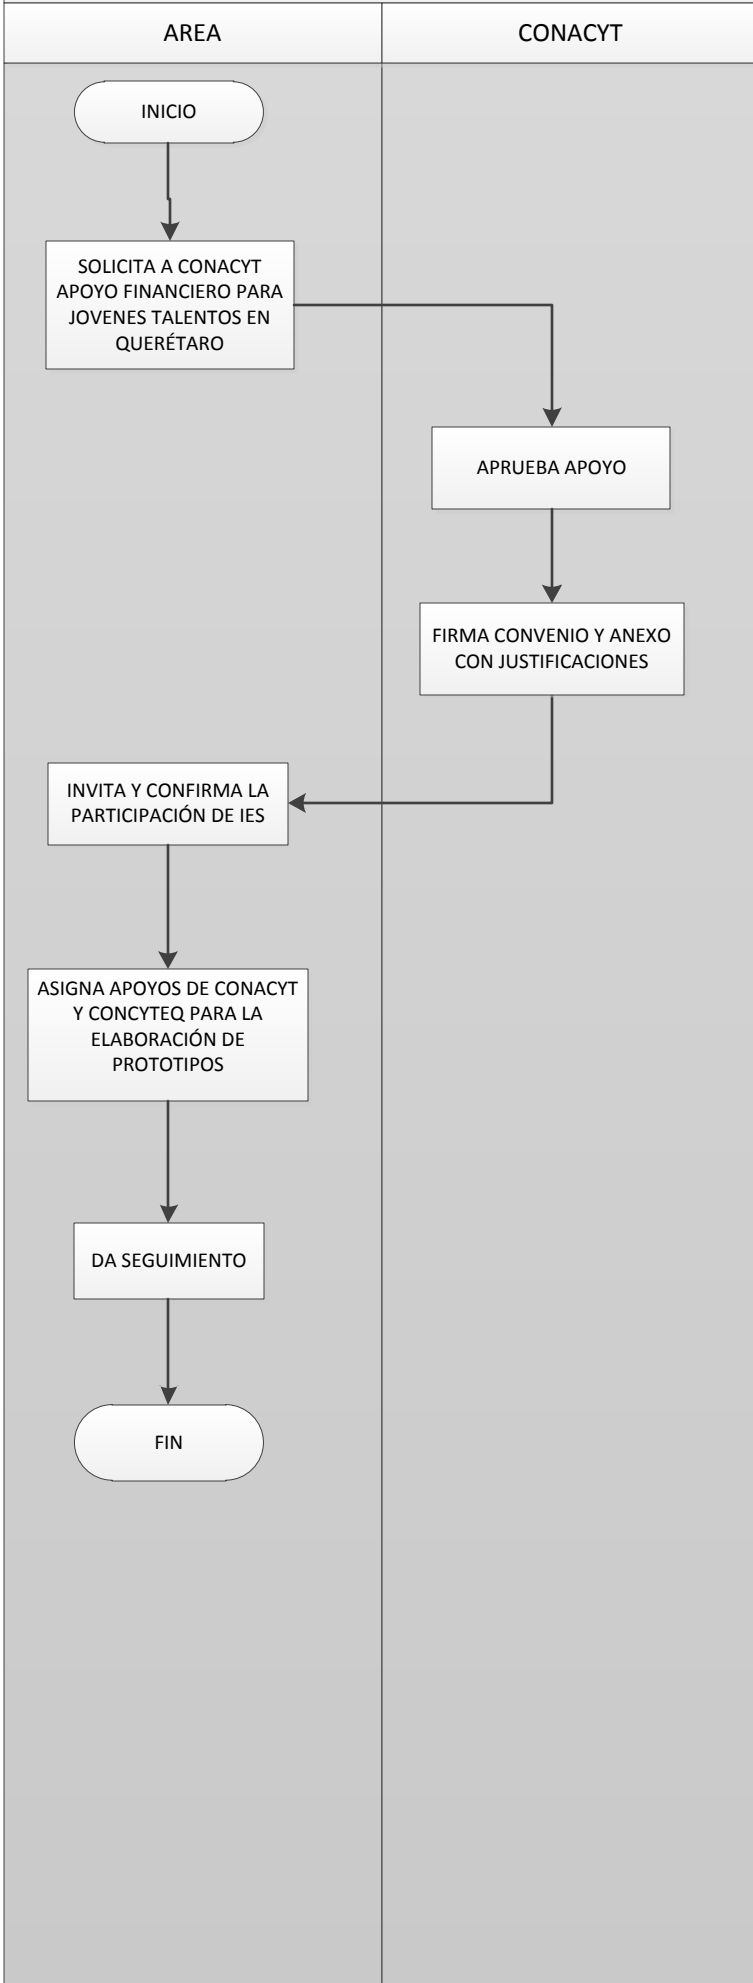 AREA
CONACYT
INICIO
SOLICITA A CONACYT
APOYO FINANCIERO PARA
JOVENES TALENTOS EN
QUERÉTARO
APRUEBA APOYO
FIRMA CONVENIO Y ANEXO
CON JUSTIFICACIONES
INVITA Y CONFIRMA LA
PARTICIPACIÓN DE IES
ASIGNA APOYOS DE CONACYT
Y CONCYTEQ PARA LA
ELABORACIÓN DE
PROTOTIPOS
DA SEGUIMIENTO
FIN